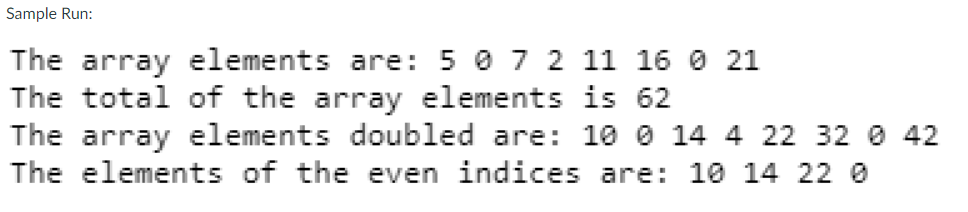 Sample Run:
The array elements are: 5 0 7 2 11 16 0 21
The total of the array elements is 62
The array elements doubled are: 10 0 14 4 22 32 0 42
The elements of the even indices are: 10 14 22 0